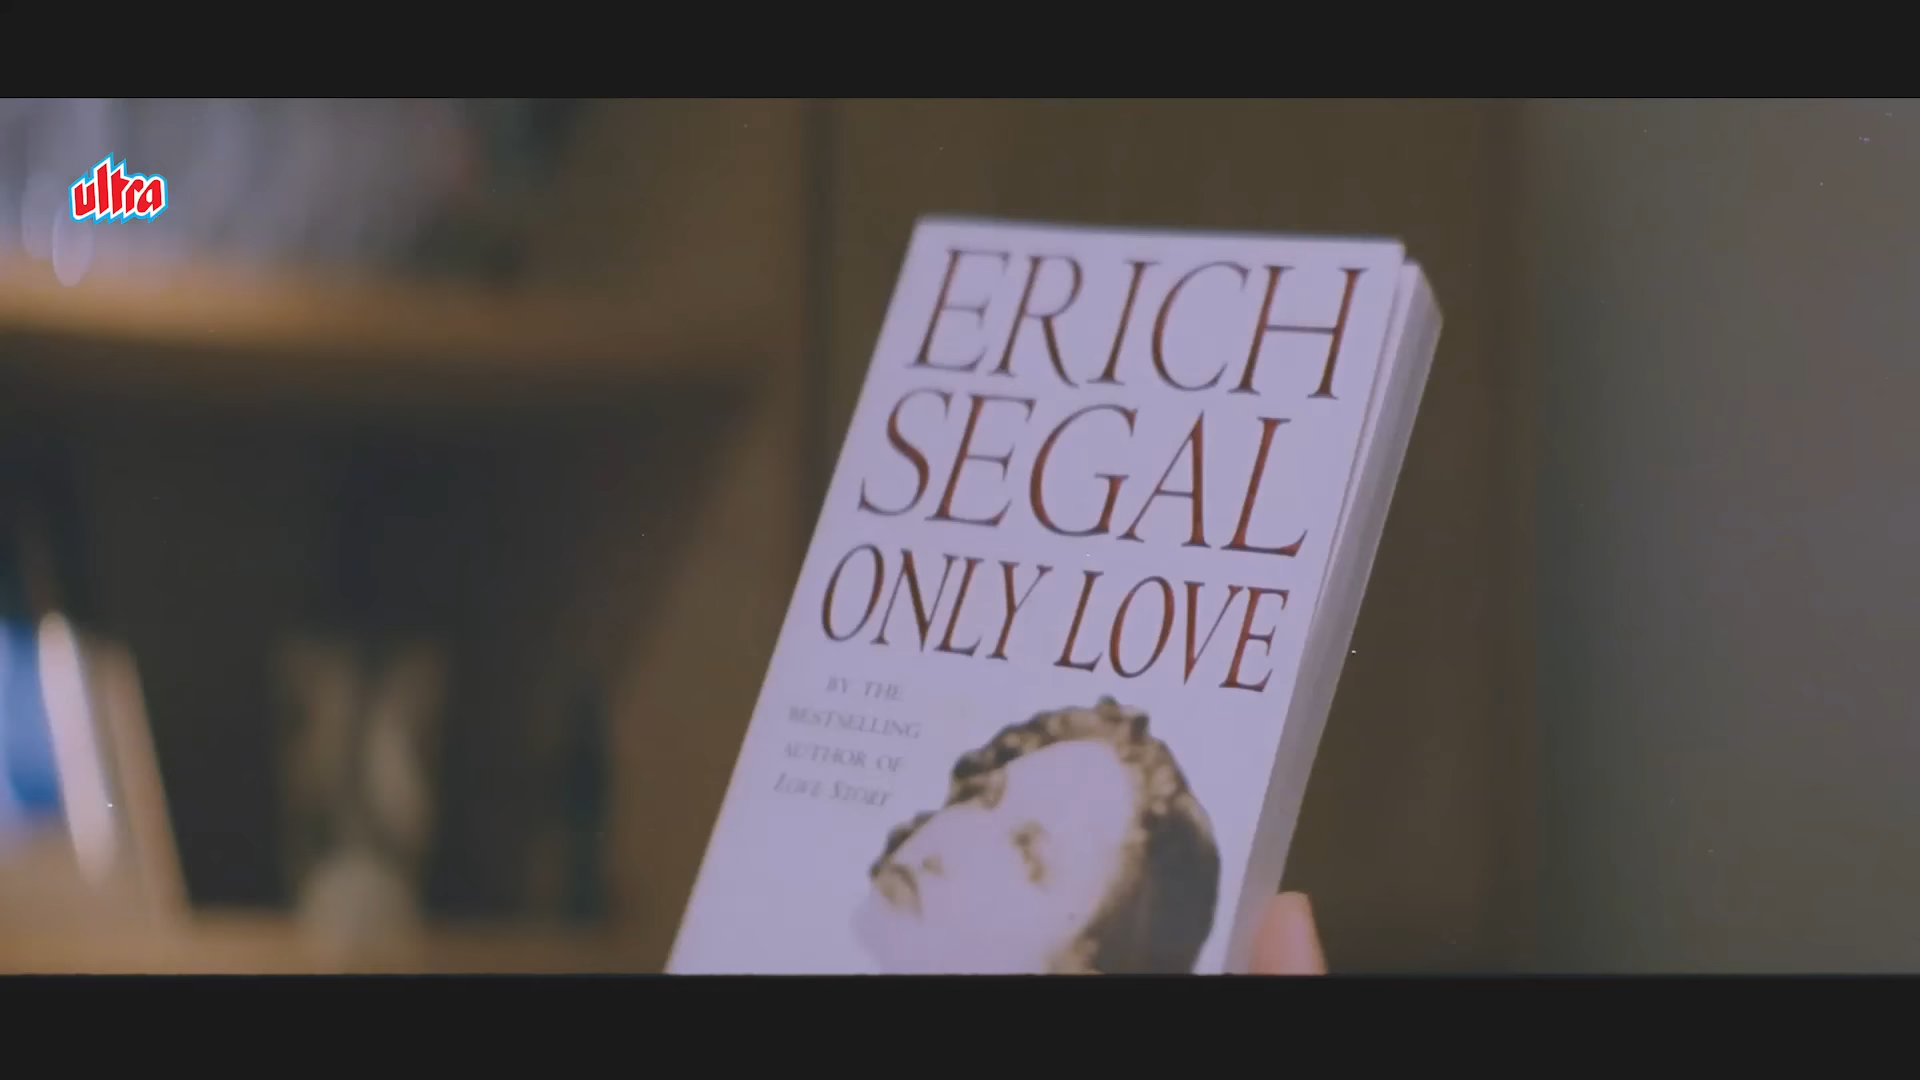 ultra
ERICH
SEGAL
ONLY LOVE
BY THE
BESTSELLING
AUTHOR OF
LOVE STORY